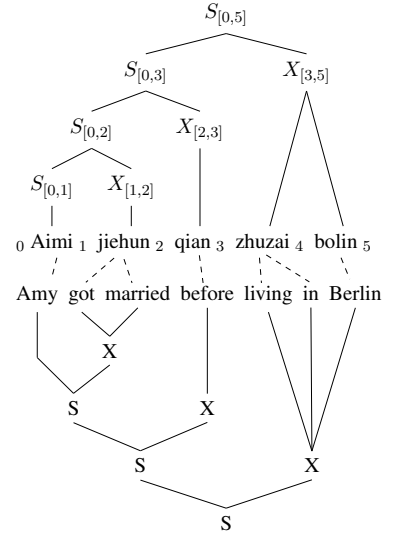 S[0,5]
S[0,3] X[3,5]
S[0,2] X[2,3]
S[0,1] X[1,2]
0 Aimi 1 jiehun 2 qian 3 zhuzai 4 bolin 5
Amy got married before living in Berlin
X
S X
S X
S